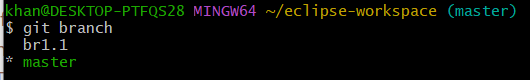 khan@DESKTOP-PTFQS28 MINGW64 ~/eclipse-workspace (master)
$ git branch
  br1.1
* master